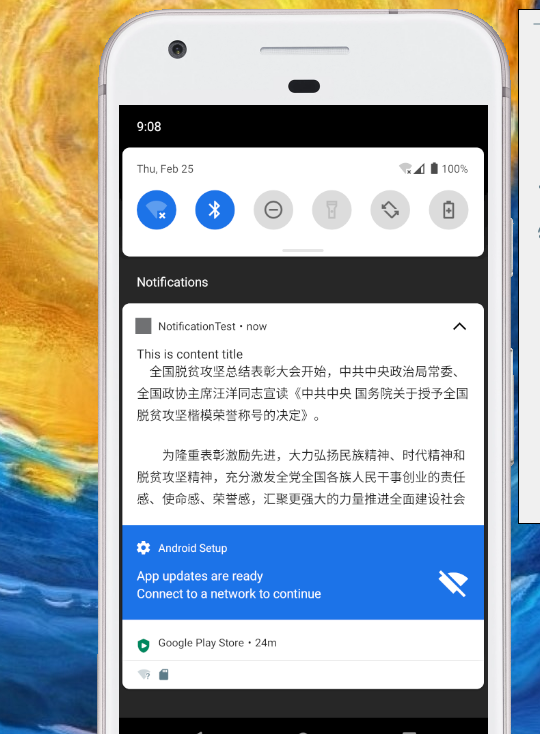 9:08
Thu, Feb 25
100%
Notifications
NotificationTest • now
This is content title
全国脱贫攻坚总结表彰大会开始，中共中央政治局常委、
全国政协主席汪洋同志宣读《中共中央 国务院关于授予全国
脱贫攻坚楷模荣誉称号的决定》。
为隆重表彰激励先进，大力弘扬民族精神、时代精神和
脱贫攻坚精神，充分激发全党全国各族人民干事创业的责任
感、使命感、荣誉感，汇聚更强大的力量推进全面建设社会
Android Setup
App updates are ready
Connect to a network to continue
Google Play Store • 24m